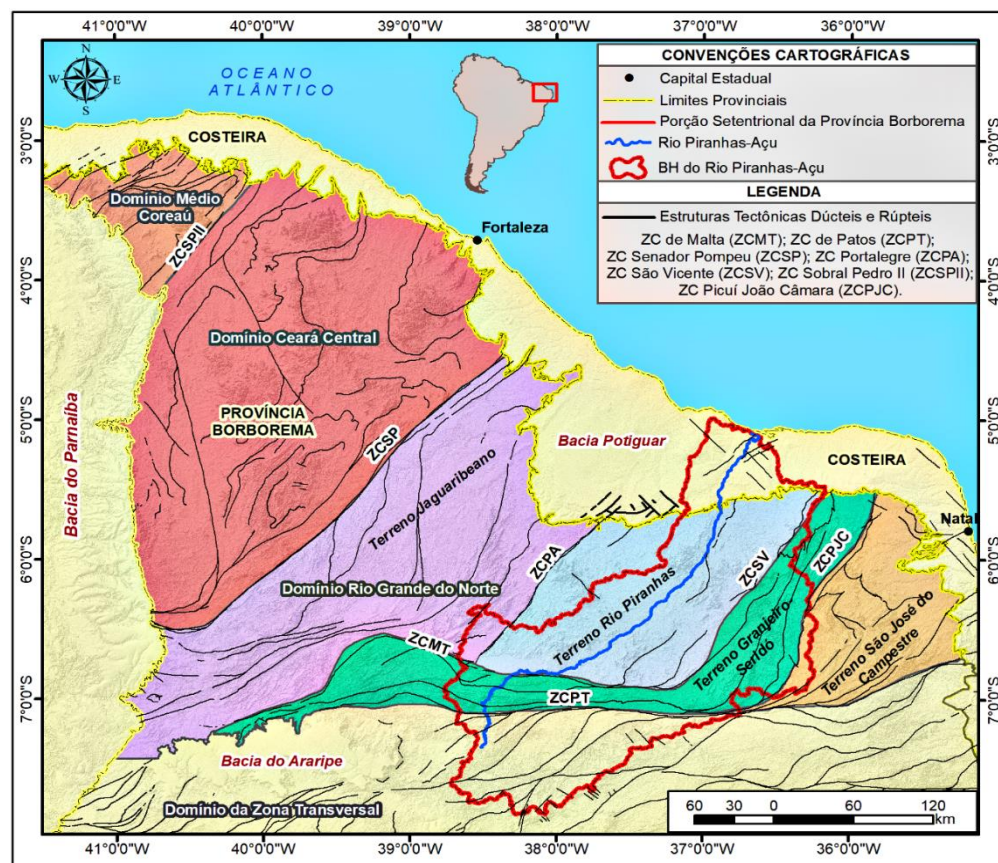 41°0'0"W 40°0'0"W 39°0'0"W 38°0'0"W 37°0'0"W 36°0'0"W
N
W E
S
OCEANO
ATLÂNTICO
CONVENÇÕES CARTOGRÁFICAS
Capital Estadual
Limites Provinciais
Porção Setentrional da Província Borborema
Rio Piranhas-Açu
BH do Rio Piranhas-Açu
LEGENDA
Estruturas Tectônicas Dúcteis e Rúpteis
ZC de Malta (ZCMT); ZC de Patos (ZCPT);
ZC Senador Pompeu (ZCSP); ZC Portalegre (ZCPA);
ZC São Vicente (ZCSV); ZC Sobral Pedro II (ZCSPII);
ZC Picuí João Câmara (ZCPJC).
3°0'0"S 3°0'0"S
COSTEIRA
Domínio Médio
Coreaú
ZCSPII
Fortaleza
4°0'0"S 4°0'0"S
Domínio Ceará Central
5°0'0"S 5°0'0"S
PROVÍNCIA
BORBOREMA
ZCSP
Bacia do Parnaíba
Bacia Potiguar
COSTEIRA
Terreno Jaguaribeano
Natal
6°0'0"S 6°0'0"S
ZCPA
ZCSV
ZCPJC
Domínio Rio Grande do Norte
Terreno Rio Piranhas
Terreno Granjeiro-
Seridó
Terreno São José do
Campestre
ZCMT
ZCPT
7°0'0"S 7°0'0"S
Bacia do Araripe
Domínio da Zona Transversal
60 30 0 60 120
km
41°0'0"W 40°0'0"W 39°0'0"W 38°0'0"W 37°0'0"W 36°0'0"W